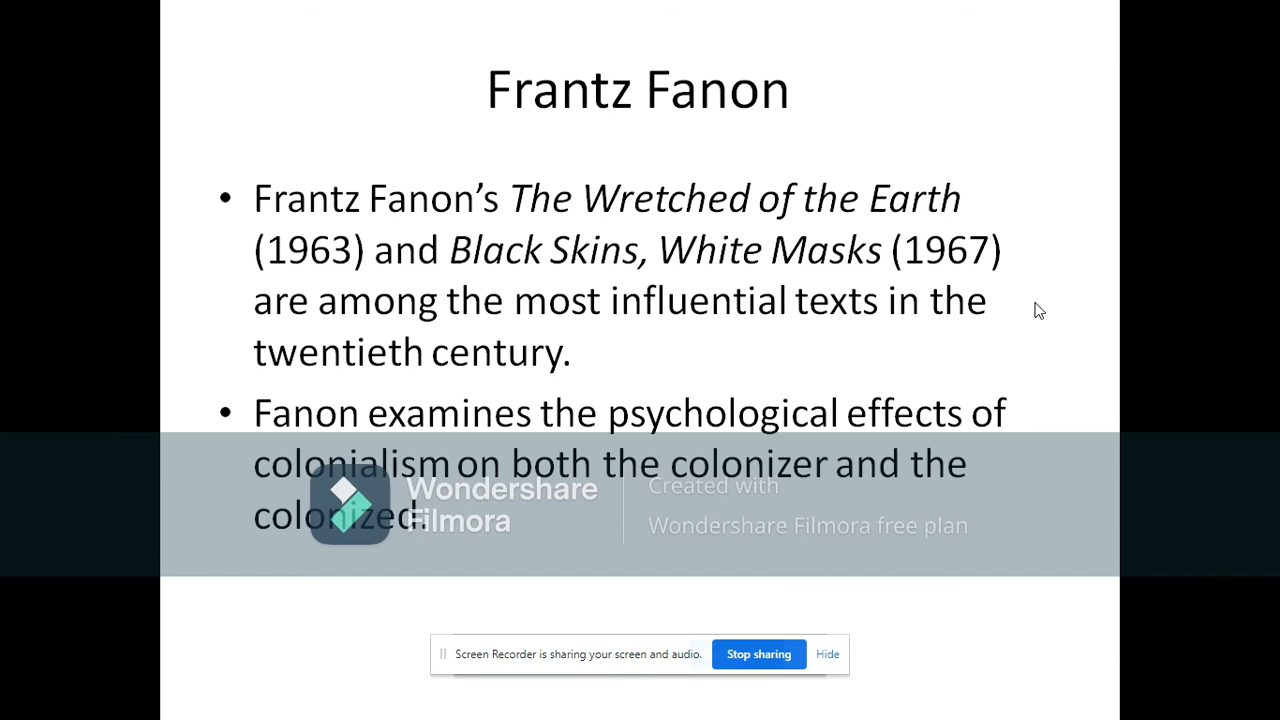 Frantz Fanon
• Frantz Fanon’s The Wretched of the Earth
(1963) and Black Skins, White Masks (1967)
are among the most influential texts in the
twentieth century.
• Fanon examines the psychological effects of
colonialism on both the colonizer and the
colonized.
Wondershare
Filmora
Created with
Wondershare Filmora free plan
Screen Recorder is sharing your screen and audio. Stop sharing Hide